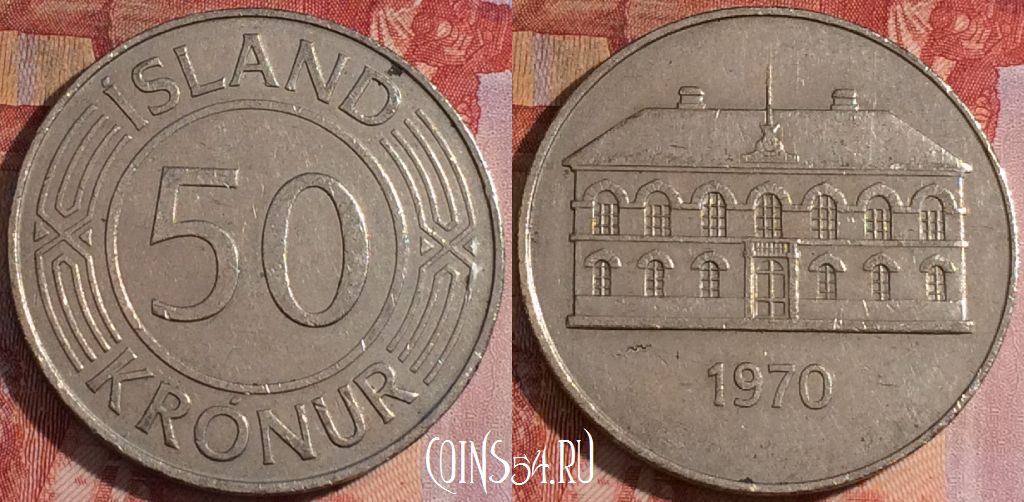 ÍSLAND
50
KRÓNUR
1970
COINS54.RU